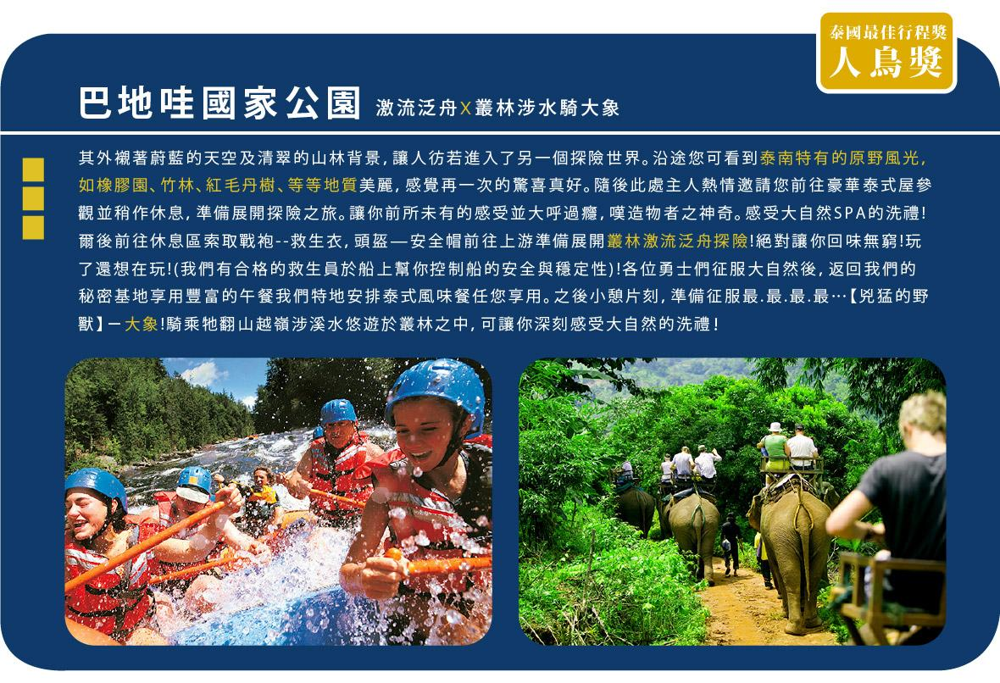 泰國最佳行程獎
人鳥獎
巴地哇國家公園 激流泛舟X叢林涉水騎大象
其外襯著蔚藍的天空及清翠的山林背景,讓人彷若進入了另一個探險世界。沿途您可看到泰南特有的原野風光,
如橡膠園、竹林、紅毛丹樹、等等地質美麗,感覺再一次的驚喜真好。隨後此處主人熱情邀請您前往豪華泰式屋參
觀並稍作休息,準備展開探險之旅。讓你前所未有的感受並大呼過癮,嘆造物者之神奇。感受大自然SPA的洗禮!
爾後前往休息區索取戰袍--救生衣,頭盔—安全帽前往上游準備展開叢林激流泛舟探險!絕對讓你回味無窮!玩
了還想在玩!(我們有合格的救生員於船上幫你控制船的安全與穩定性)!各位勇士們征服大自然後,返回我們的
秘密基地享用豐富的午餐我們特地安排泰式風味餐任您享用。之後小憩片刻,準備征服最.最.最.最…【兇猛的野
獸】－大象!騎乘牠翻山越嶺涉溪水悠遊於叢林之中,可讓你深刻感受大自然的洗禮!